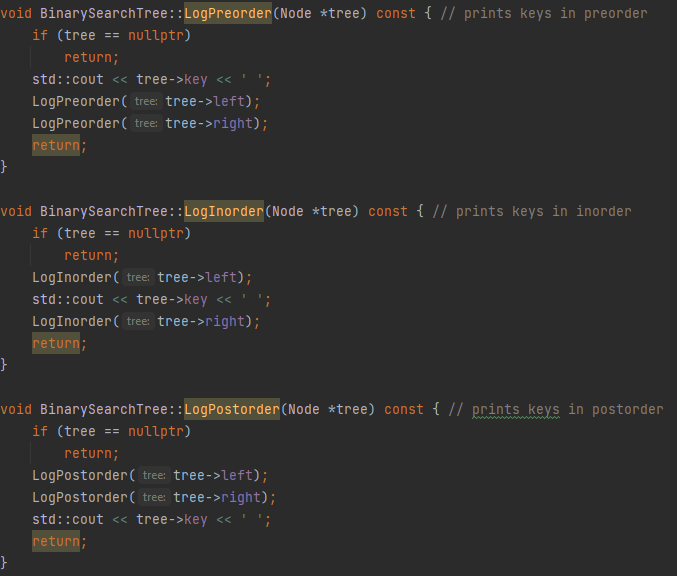 void BinarySearchTree::LogPreorder(Node *tree) const { // prints keys in preorder
    if (tree == nullptr)
        return;
    std::cout << tree->key << ' ';
    LogPreorder( tree: tree->left);
    LogPreorder( tree: tree->right);
    return;
}

void BinarySearchTree::LogInorder(Node *tree) const { // prints keys in inorder
    if (tree == nullptr)
        return;
    LogInorder( tree: tree->left);
    std::cout << tree->key << ' ';
    LogInorder( tree: tree->right);
    return;
}

void BinarySearchTree::LogPostorder(Node *tree) const { // prints keys in postorder
    if (tree == nullptr)
        return;
    LogPostorder( tree: tree->left);
    LogPostorder( tree: tree->right);
    std::cout << tree->key << ' ';
    return;
}